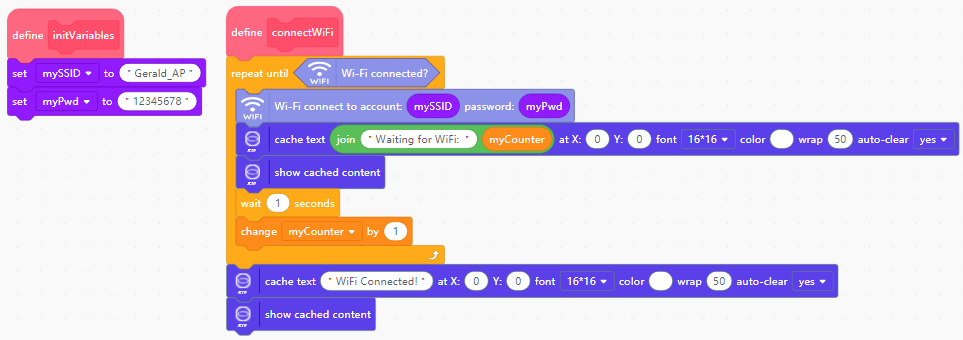 define initVariables
set mySSID to " Gerald_AP "
set myPwd to " 12345678 "
define connectWiFi
repeat until WIFI Wi-Fi connected?
WIFI Wi-Fi connect to account: mySSID password: myPwd
cache text join " Waiting for WiFi: " myCounter at X: 0 Y: 0 font 16*16 color wrap 50 auto-clear yes
show cached content
wait 1 seconds
change myCounter by 1
cache text " WiFi Connected! " at X: 0 Y: 0 font 16*16 color wrap 50 auto-clear yes
show cached content